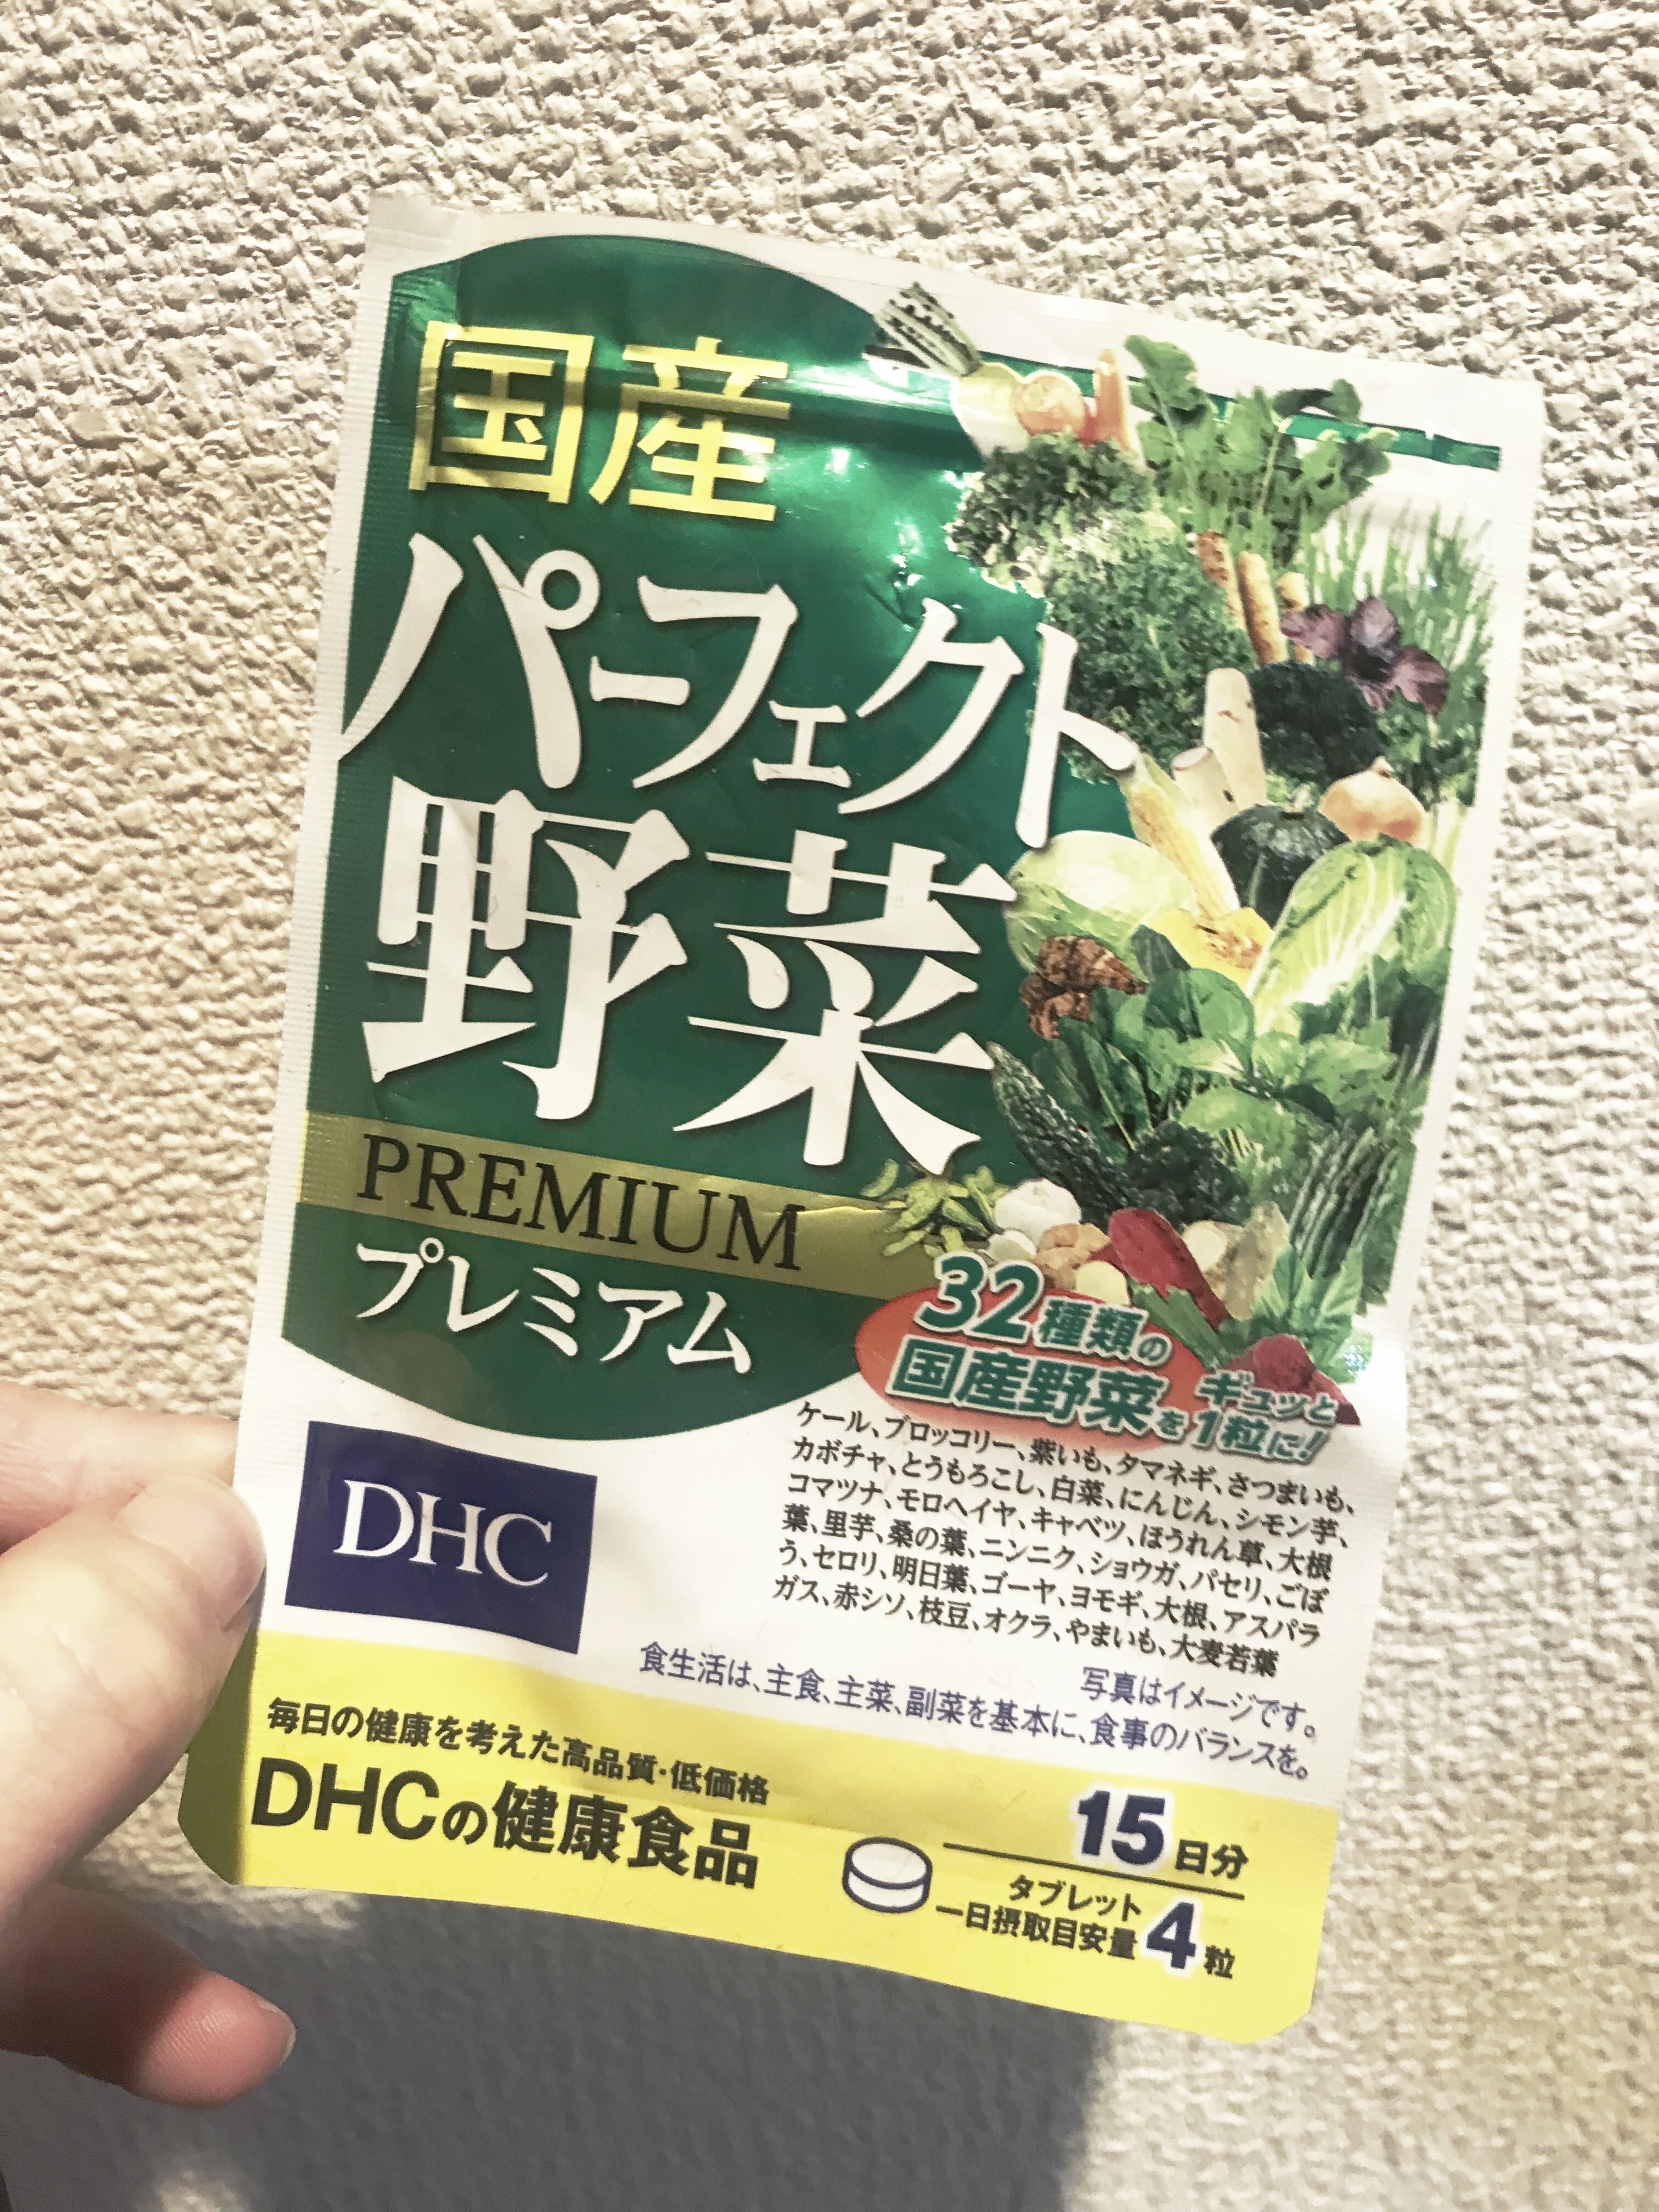 国産
パーフェクト
野菜
PREMIUM
プレミアム
32種類の
国産野菜を
ギュッと
1粒に!
ケール、ブロッコリー、紫いも、タマネギ、さつまいも、
カボチャ、とうもろこし、白菜、にんじん、シモン芋、
コマツナ、モロヘイヤ、キャベツ、ほうれん草、大根
葉、里芋、桑の葉、ニンニク、ショウガ、パセリ、ごぼ
う、セロリ、明日葉、ゴーヤ、ヨモギ、大根、アスパラ
ガス、赤シソ、枝豆、オクラ、やまいも、大麦若葉
写真はイメージです。
食生活は、主食、主菜、副菜を基本に、食事のバランスを。
DHC
毎日の健康を考えた高品質・低価格
DHCの健康食品
15日分
タブレット
一日摂取目安量4粒